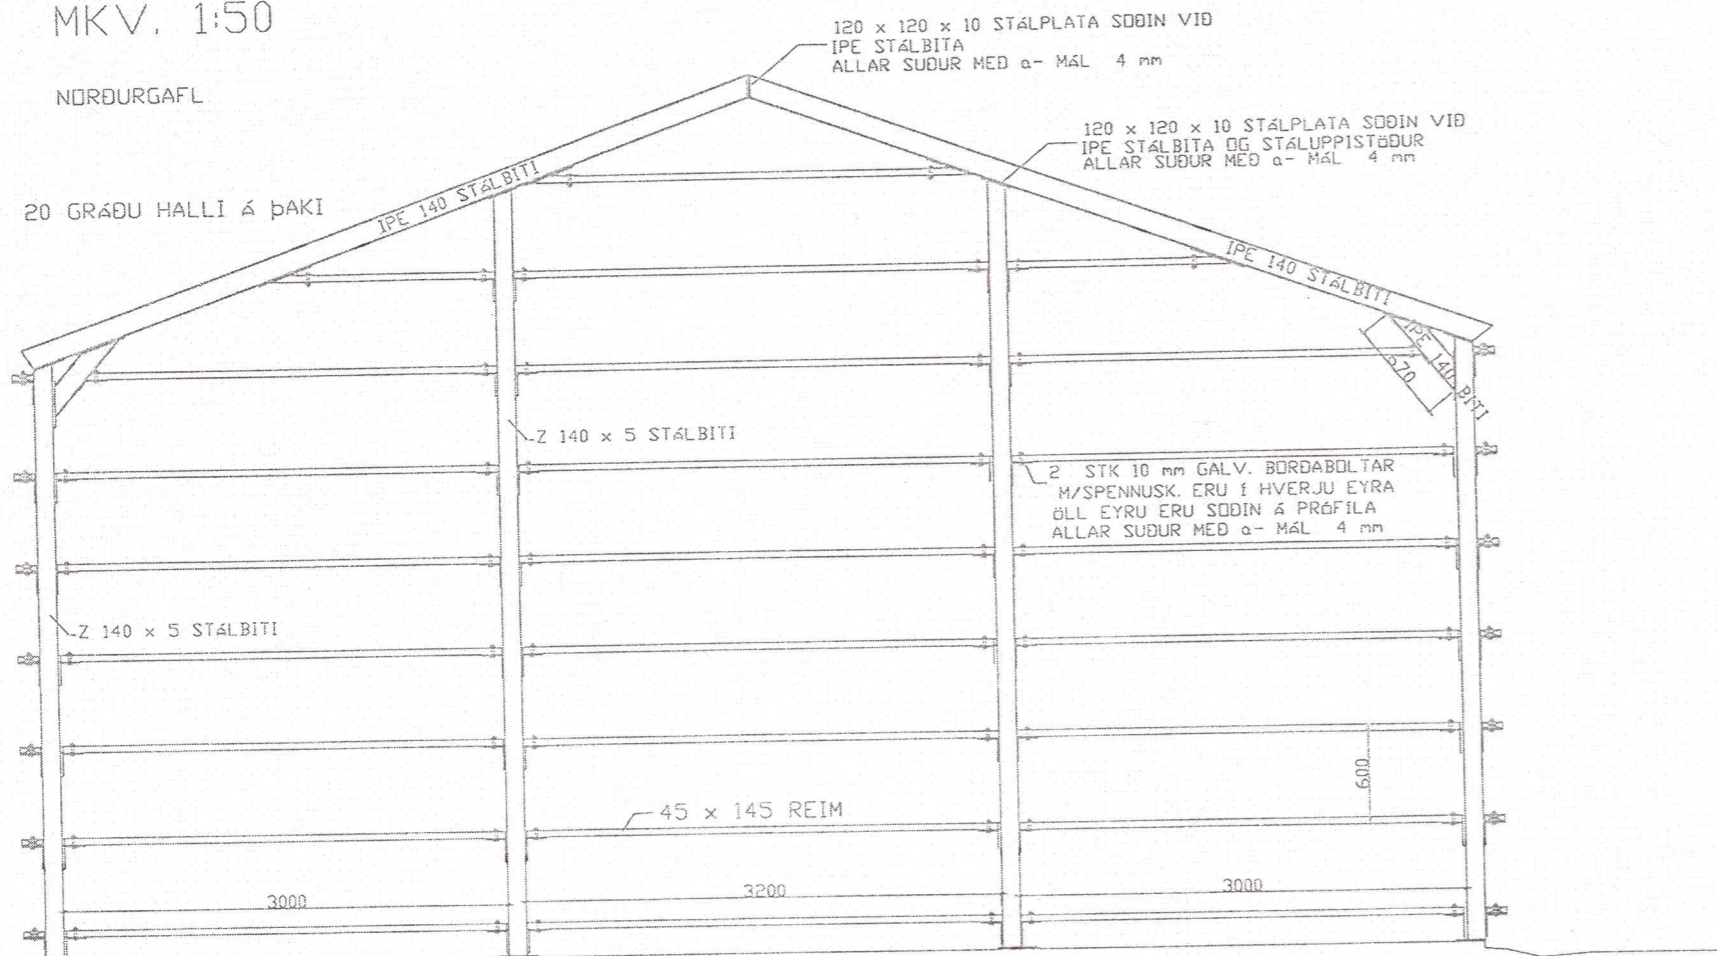 MKV. 1:50
NORÐURGAFL
20 GRÁÐU HALLI Á ÞAKI
120 x 120 x 10 STÁLPLATA SOÐIN VIÐ
IPE STÁLBITA
ALLAR SUÐUR MEÐ a- MÁL 4 mm
120 x 120 x 10 STÁLPLATA SOÐIN VIÐ
IPE STÁLBITA OG STÁLUPPISTÖÐUR
ALLAR SUÐUR MEÐ a- MÁL 4 mm
IPE 140 STÁLBITI
IPE 140 STÁLBITI
IPE 140 BITI
570
Z 140 x 5 STÁLBITI
2 STK 10 mm GALV. BORÐABOLTAR
M/SPENNUSK. ERU Í HVERJU EYRA
ÖLL EYRU ERU SOÐIN Á PRÓFÍLA
ALLAR SUÐUR MEÐ a- MÁL 4 mm
Z 140 x 5 STÁLBITI
600
45 x 145 REIM
3000
3200
3000